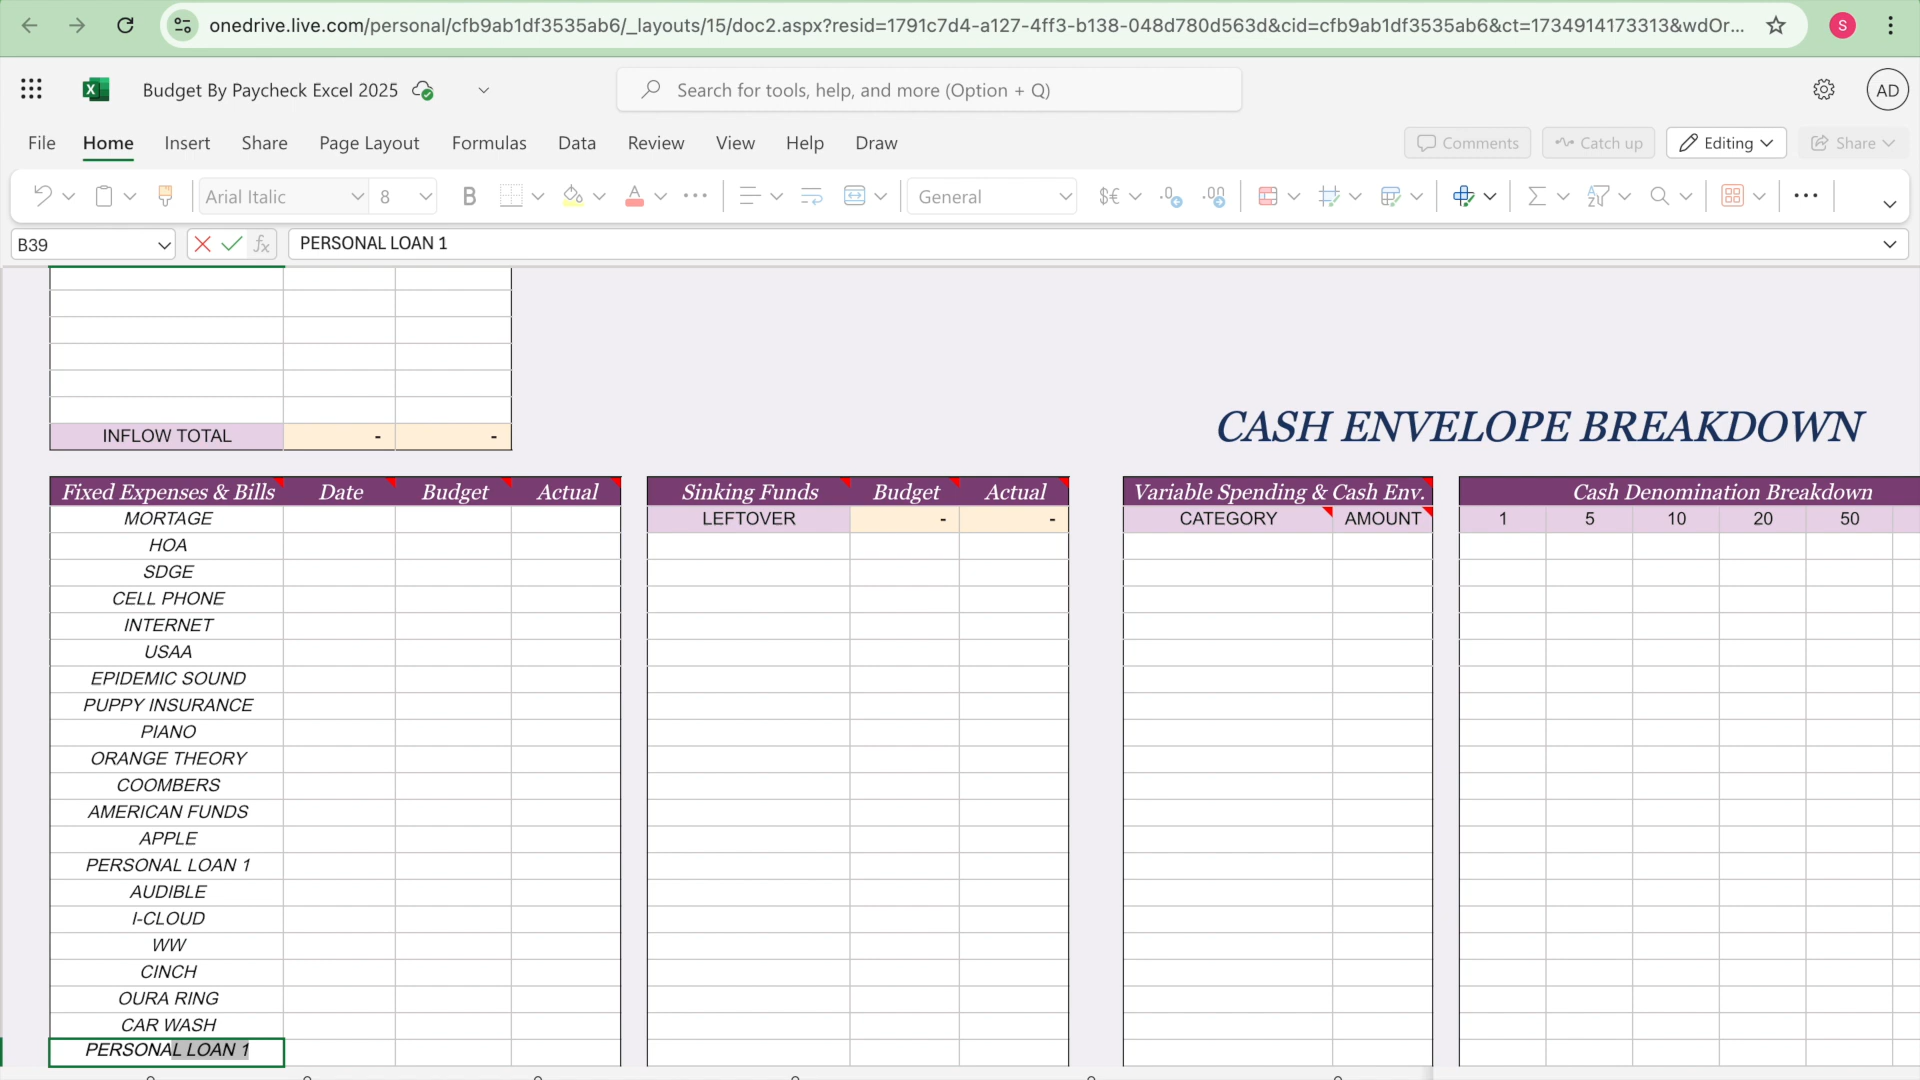 onedrive.live.com/personal/cfb9ab1df3535ab6/_layouts/15/doc2.aspx?resid=1791c7d4-a127-4ff3-b138-048d780d563d&cid=cfb9ab1df3535ab6&ct=1734914173313&wdOr...
S
Budget By Paycheck Excel 2025
Search for tools, help, and more (Option + Q)
AD
File Home Insert Share Page Layout Formulas Data Review View Help Draw
Comments Catch up Editing Share
Arial Italic 8 B A General $€
B39 fx PERSONAL LOAN 1
INFLOW TOTAL - -
CASH ENVELOPE BREAKDOWN
Fixed Expenses & Bills Date Budget Actual Sinking Funds Budget Actual Variable Spending & Cash Env. Cash Denomination Breakdown
MORTAGE LEFTOVER - - CATEGORY AMOUNT 1 5 10 20 50
HOA
SDGE
CELL PHONE
INTERNET
USAA
EPIDEMIC SOUND
PUPPY INSURANCE
PIANO
ORANGE THEORY
COOMBERS
AMERICAN FUNDS
APPLE
PERSONAL LOAN 1
AUDIBLE
I-CLOUD
WW
CINCH
OURA RING
CAR WASH
PERSONAL LOAN 1